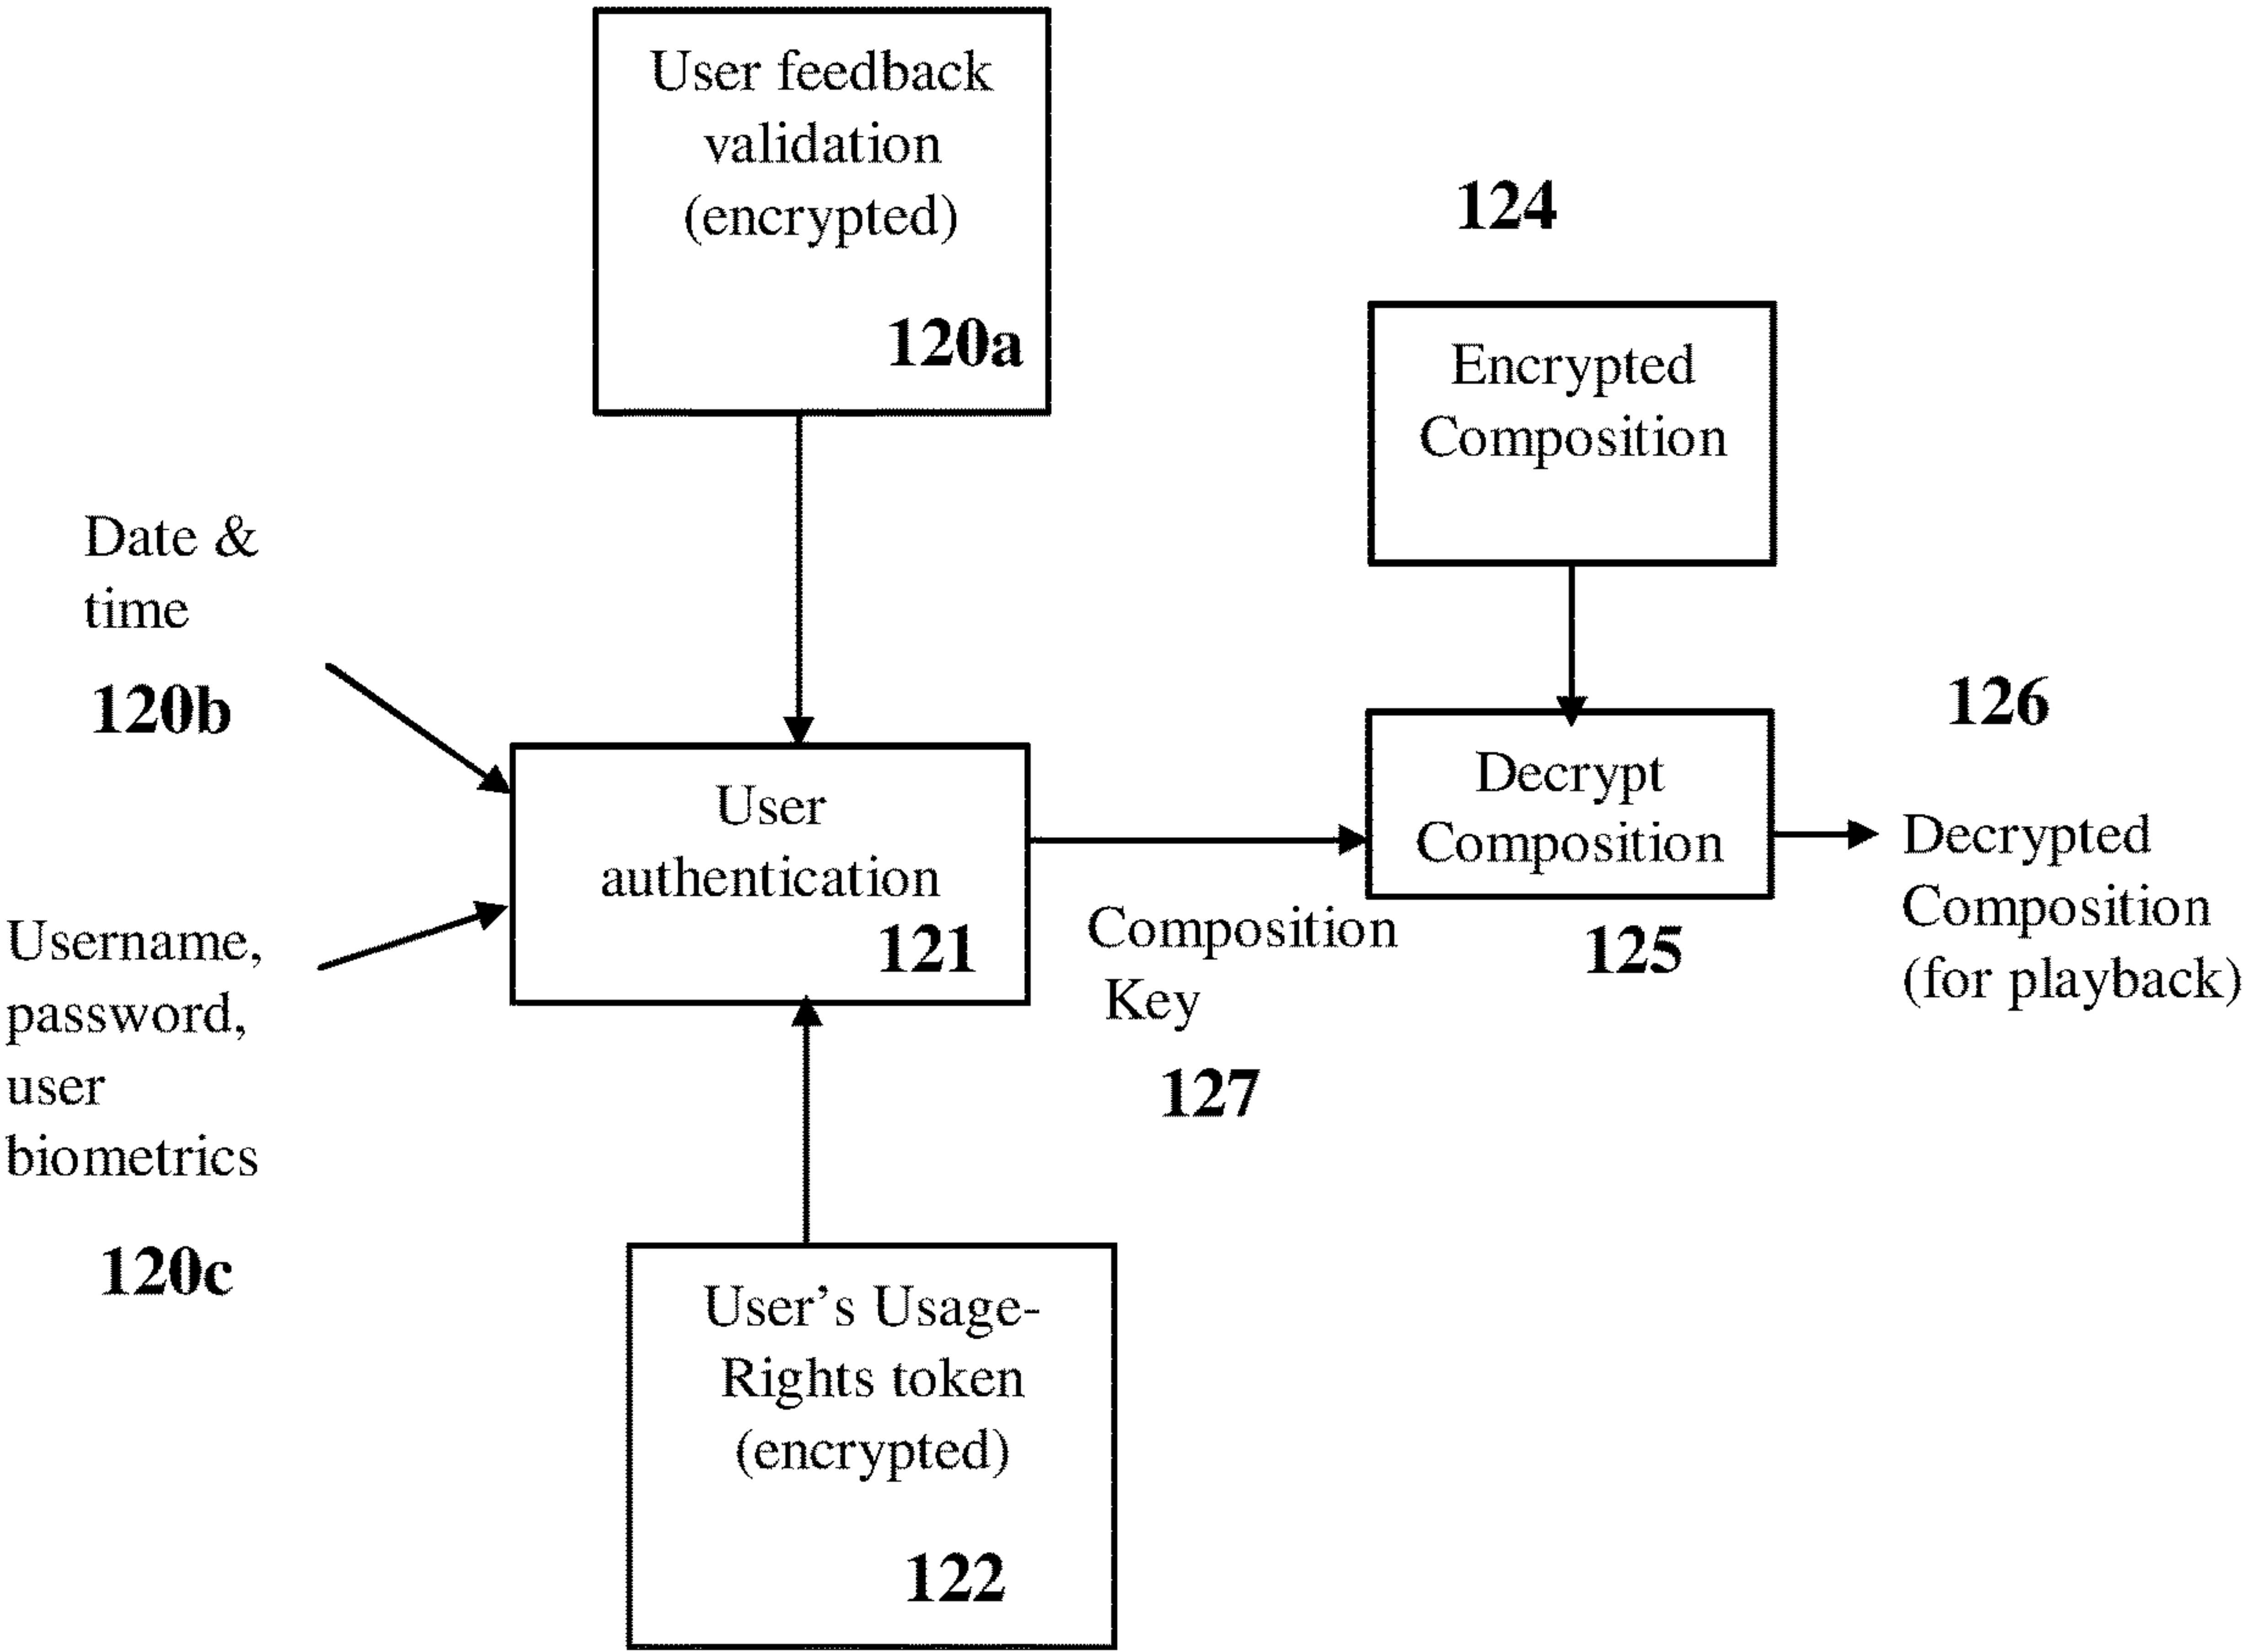 User feedback
validation
(encrypted)
120a
124
Encrypted
Composition
Date &
time
120b
User
authentication
121
Username,
password,
user
biometrics
120c
Composition
Key
127
Decrypt
Composition
125
126
Decrypted
Composition
(for playback)
User's Usage-
Rights token
(encrypted)
122